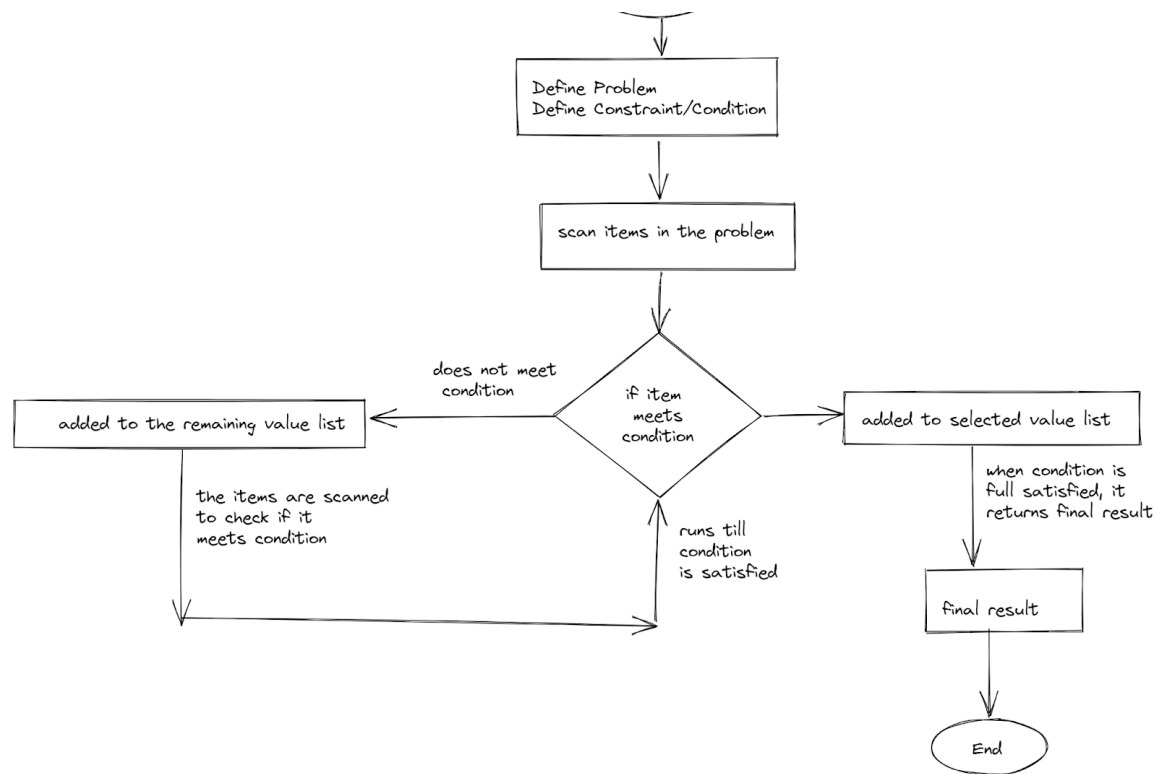 Define Problem
Define Constraint/Condition
scan items in the problem
does not meet
condition
if item
meets
condition
added to the remaining value list
added to selected value list
the items are scanned
to check if it
meets condition
runs till
condition
is satisfied
when condition is
full satisfied, it
returns final result
final result
End